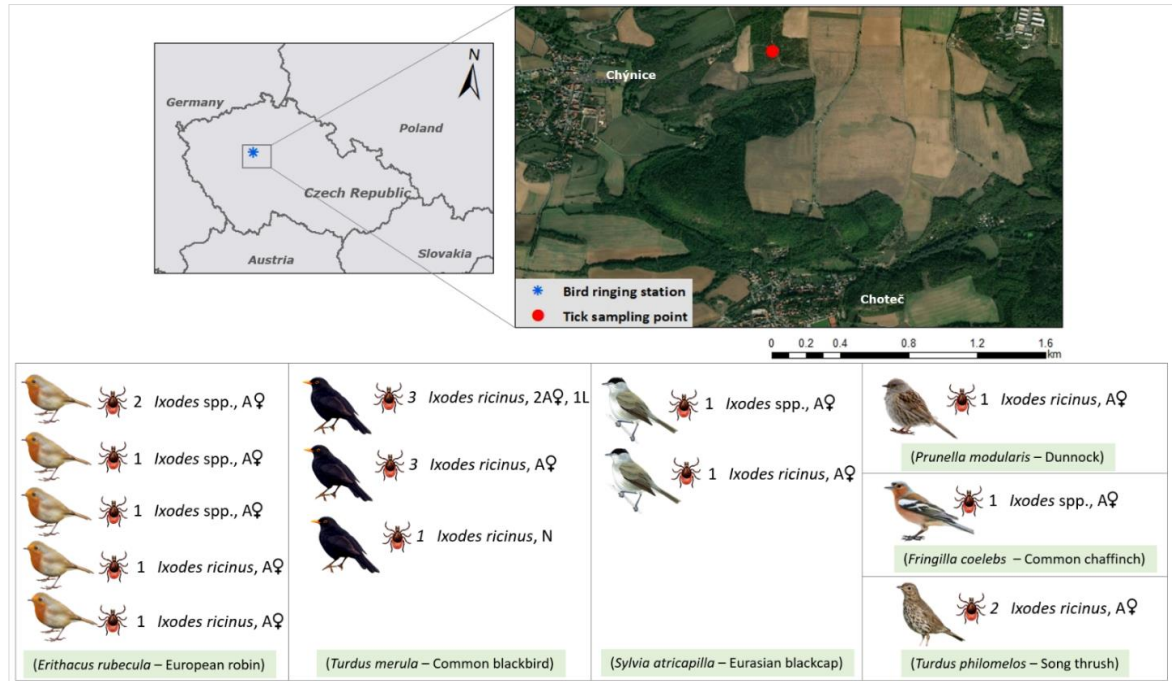 N
Germany
Poland
Czech Republic
Slovakia
Austria
Chýnice
Choteč
Bird ringing station
Tick sampling point
0 0.2 0.4 0.8 1.2 1.6
km
2 Ixodes spp., A♀
1 Ixodes spp., A♀
1 Ixodes spp., A♀
1 Ixodes ricinus, A♀
1 Ixodes ricinus, A♀
(Erithacus rubecula – European robin)
3 Ixodes ricinus, 2A♀, 1L
3 Ixodes ricinus, A♀
1 Ixodes ricinus, N
(Turdus merula – Common blackbird)
1 Ixodes spp., A♀
1 Ixodes ricinus, A♀
(Sylvia atricapilla – Eurasian blackcap)
1 Ixodes ricinus, A♀
(Prunella modularis – Dunnock)
1 Ixodes spp., A♀
(Fringilla coelebs – Common chaffinch)
2 Ixodes ricinus, A♀
(Turdus philomelos – Song thrush)